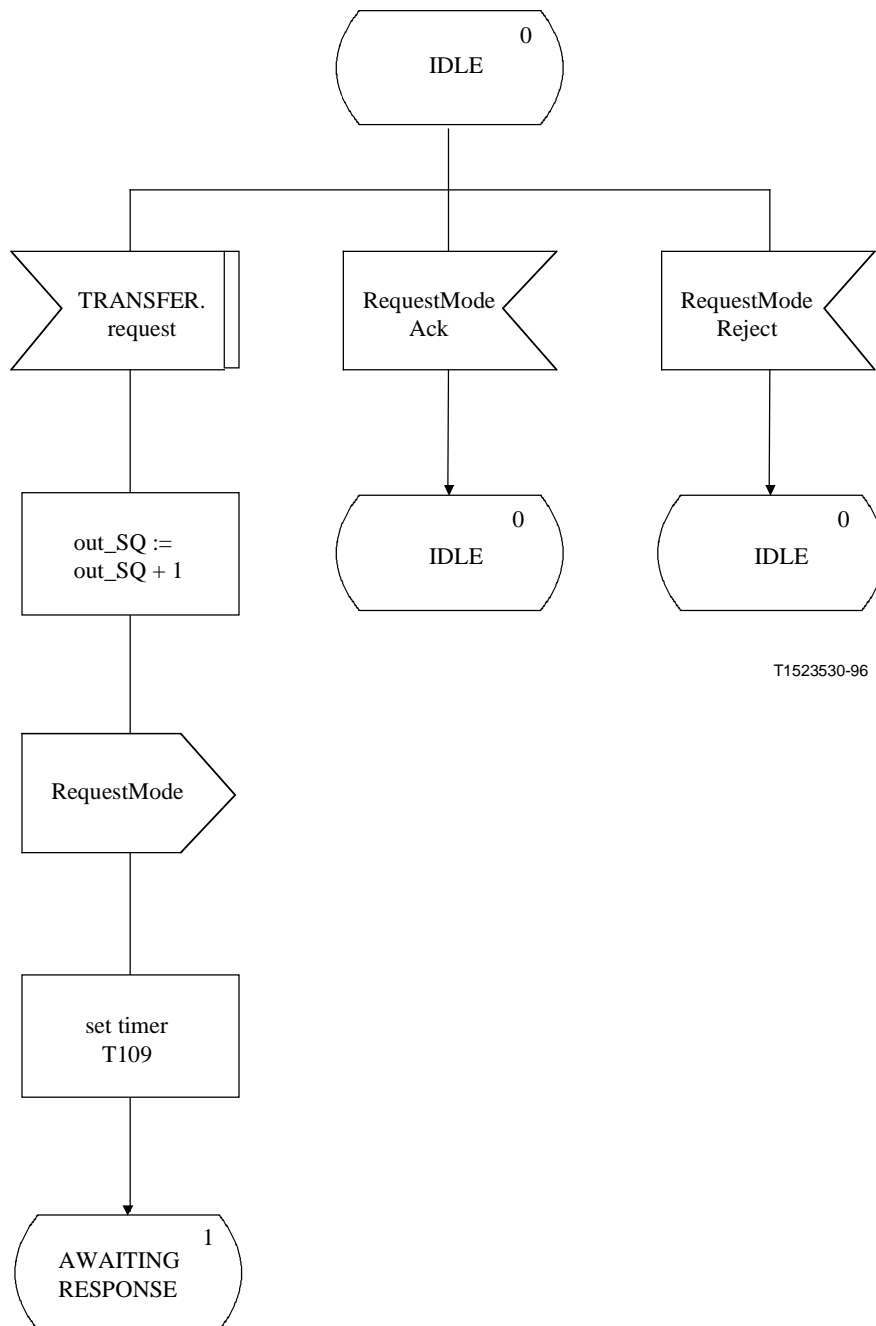 0
IDLE
TRANSFER.
request
RequestMode
Ack
RequestMode
Reject
out_SQ :=
out_SQ + 1
0
IDLE
0
IDLE
T1523530-96
RequestMode
set timer
T109
1
AWAITING
RESPONSE